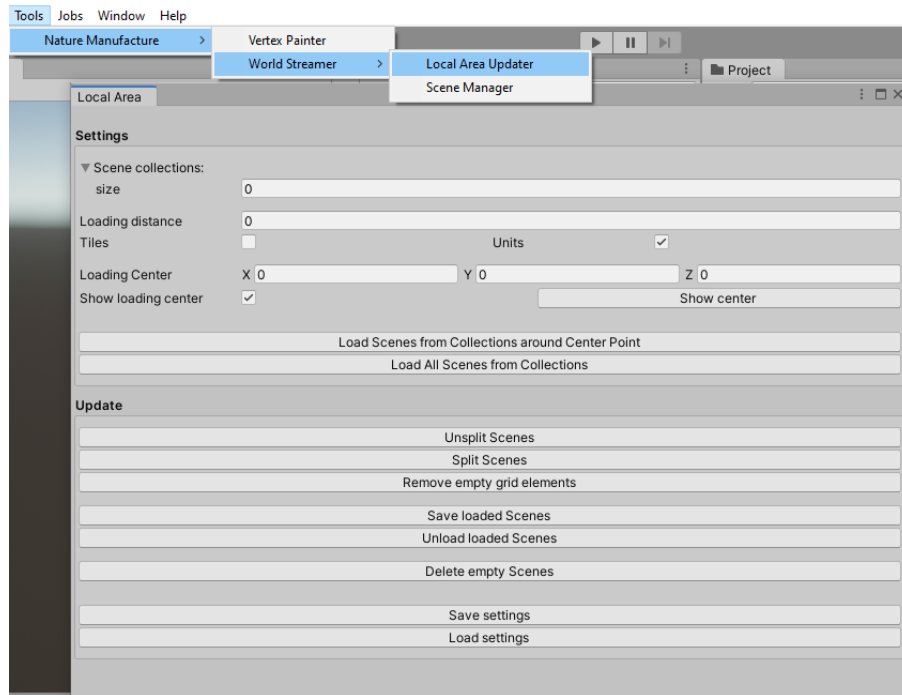 Tools Jobs Window Help
Nature Manufacture > Vertex Painter
World Streamer > Local Area Updater
Project
Scene Manager
Local Area
Settings
Scene collections:
size 0
Loading distance 0
Tiles Units
Loading Center X 0 Y 0 Z 0
Show loading center Show center
Load Scenes from Collections around Center Point
Load All Scenes from Collections
Update
Unsplit Scenes
Split Scenes
Remove empty grid elements
Save loaded Scenes
Unload loaded Scenes
Delete empty Scenes
Save settings
Load settings